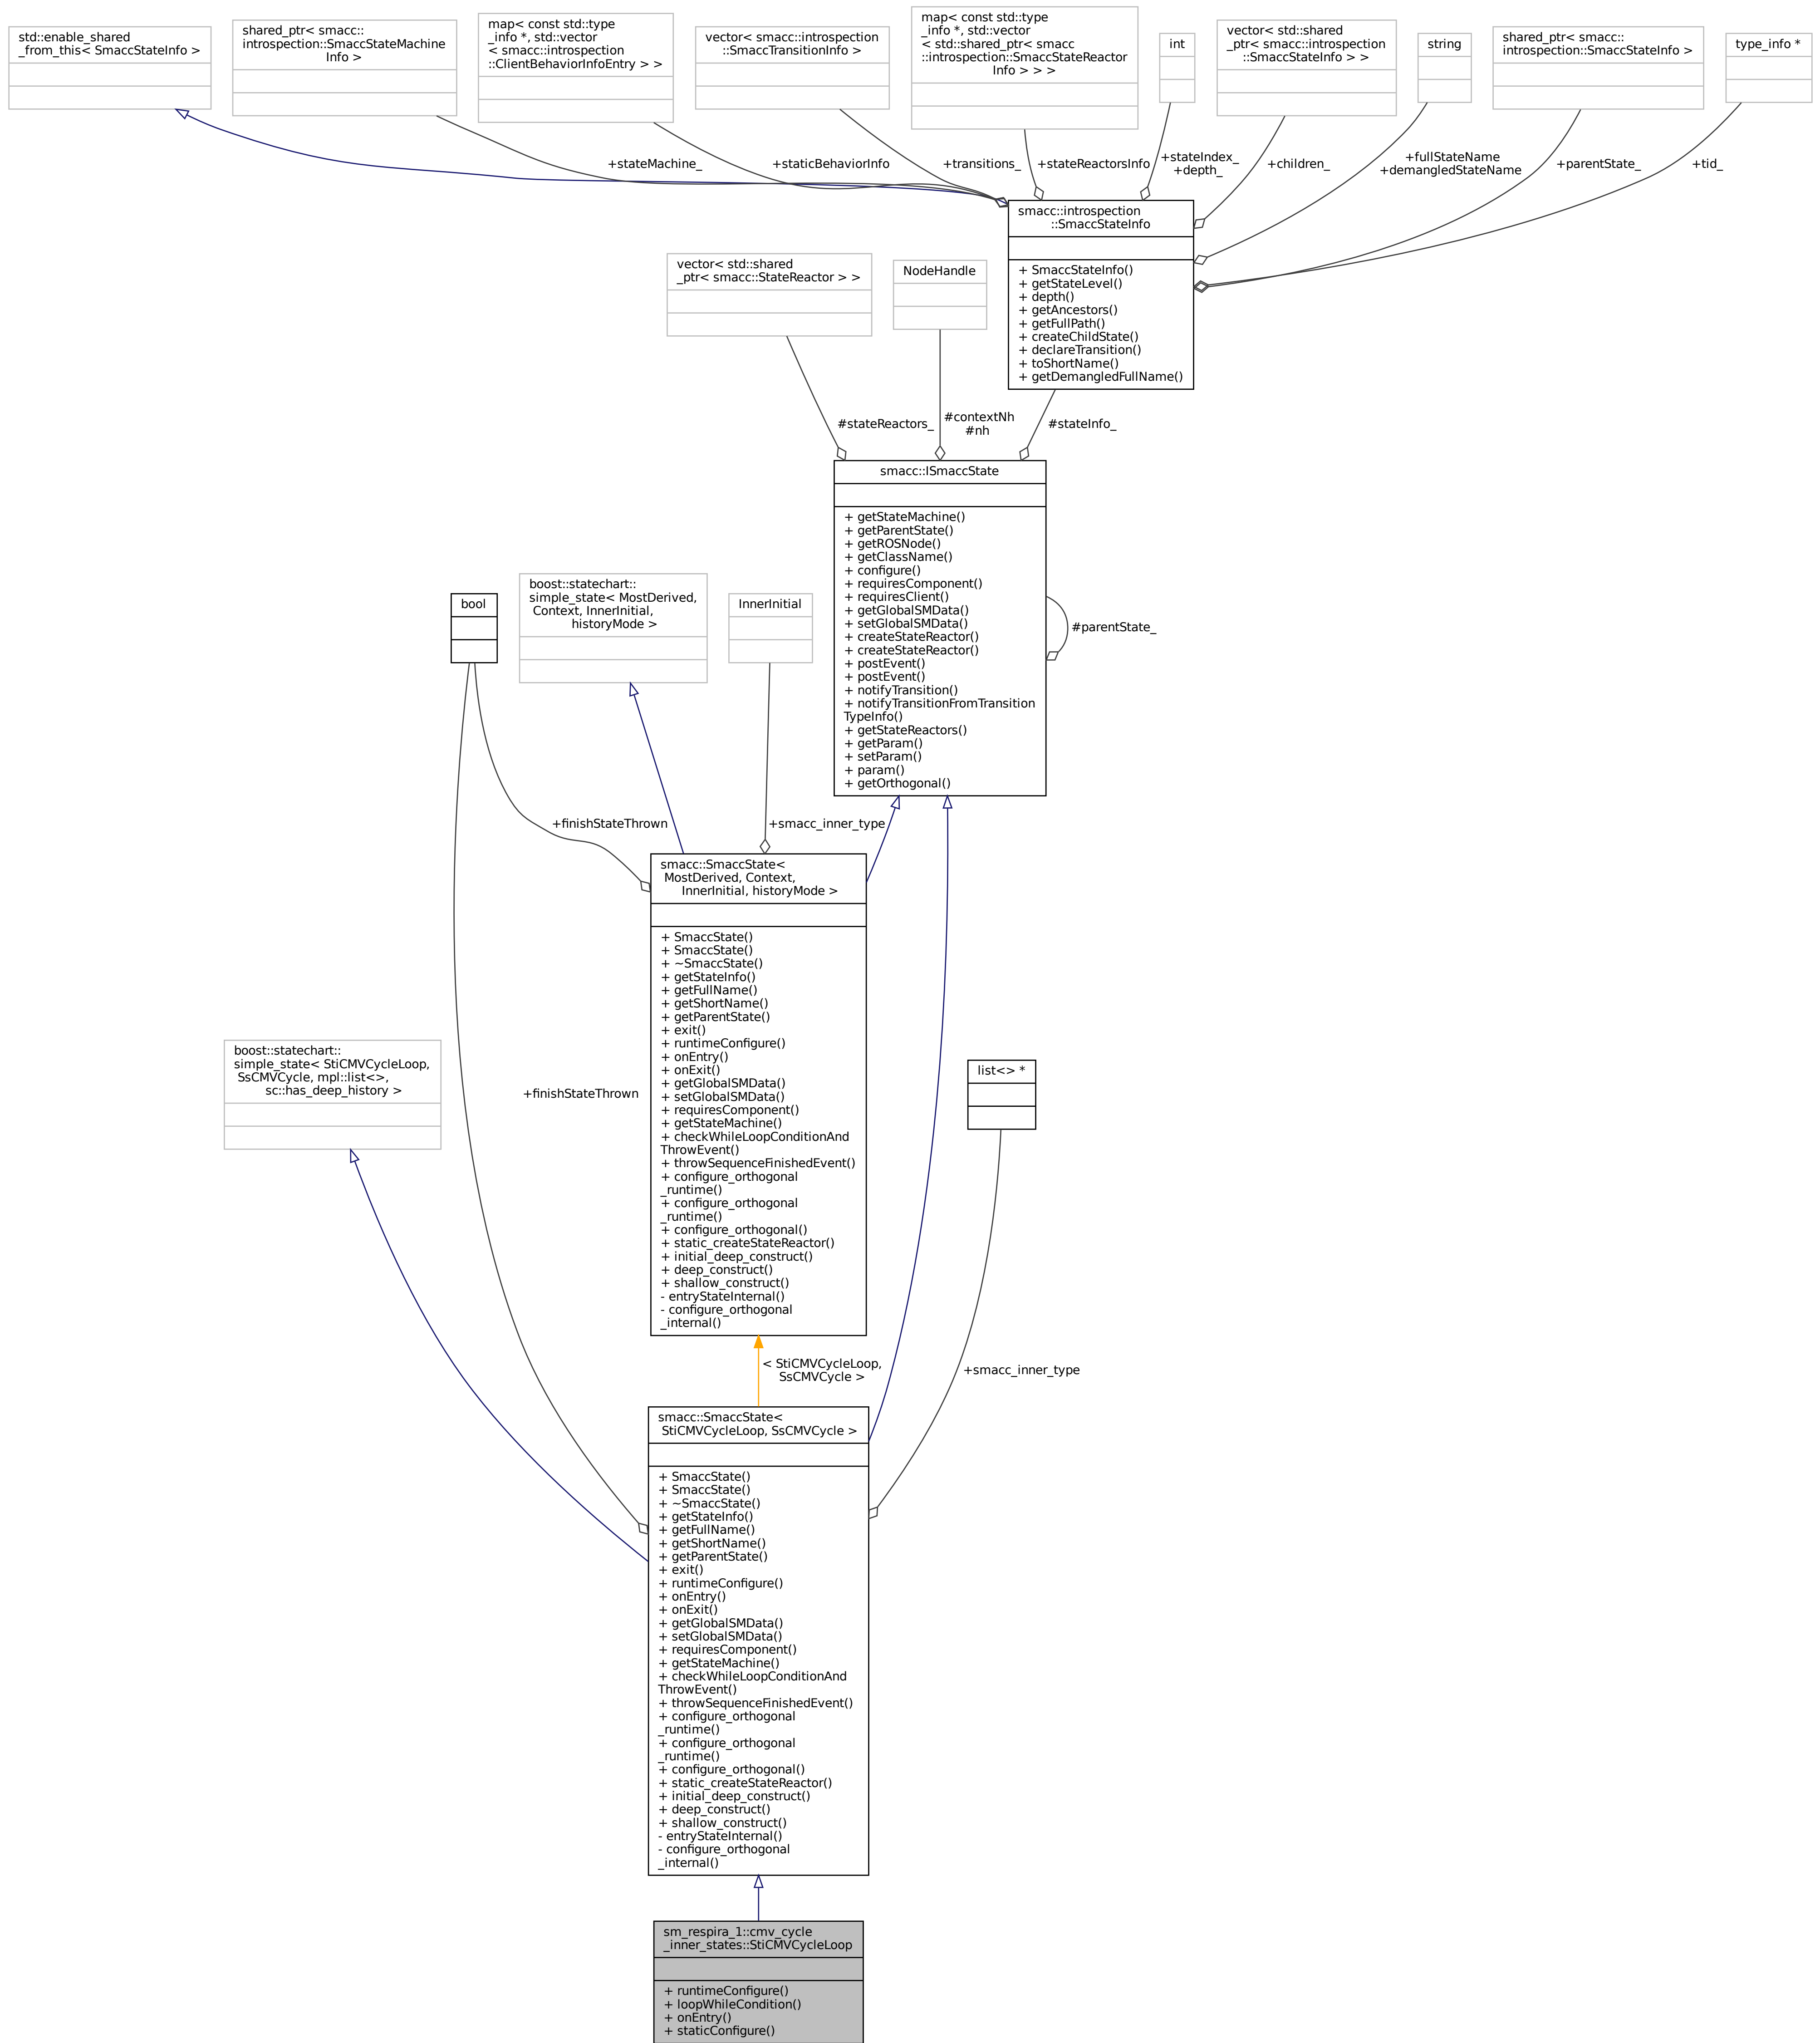 std::enable_shared
_from_this< SmaccStateInfo >
shared_ptr< smacc::
introspection::SmaccStateMachine
Info >
map< const std::type
_info *, std::vector
< smacc::introspection
::ClientBehaviorInfoEntry > >
vector< smacc::introspection
::SmaccTransitionInfo >
map< const std::type
_info *, std::vector
< std::shared_ptr< smacc
::introspection::SmaccStateReactor
Info > > >
int
vector< std::shared
_ptr< smacc::introspection
::SmaccStateInfo > >
string
shared_ptr< smacc::
introspection::SmaccStateInfo >
type_info *
+stateMachine_
+staticBehaviorInfo
+transitions_
+stateReactorsInfo
+stateIndex_
+depth_
+children_
+fullStateName
+demangledStateName
+parentState_
+tid_
smacc::introspection
::SmaccStateInfo
+ SmaccStateInfo()
+ getStateLevel()
+ depth()
+ getAncestors()
+ getFullPath()
+ createChildState()
+ declareTransition()
+ toShortName()
+ getDemangledFullName()
vector< std::shared
_ptr< smacc::StateReactor > >
NodeHandle
#stateReactors_
#contextNh
#nh
#stateInfo_
smacc::ISmaccState
+ getStateMachine()
+ getParentState()
+ getROSNode()
+ getClassName()
+ configure()
+ requiresComponent()
+ requiresClient()
+ getGlobalSMData()
+ setGlobalSMData()
+ createStateReactor()
+ createStateReactor()
+ postEvent()
+ postEvent()
+ notifyTransition()
+ notifyTransitionFromTransition
TypeInfo()
+ getStateReactors()
+ getParam()
+ setParam()
+ param()
+ getOrthogonal()
#parentState_
bool
boost::statechart::
simple_state< MostDerived,
Context, InnerInitial,
historyMode >
InnerInitial
+finishStateThrown
+smacc_inner_type
smacc::SmaccState<
MostDerived, Context,
InnerInitial, historyMode >
+ SmaccState()
+ SmaccState()
+ ~SmaccState()
+ getStateInfo()
+ getFullName()
+ getShortName()
+ getParentState()
+ exit()
+ runtimeConfigure()
+ onEntry()
+ onExit()
+ getGlobalSMData()
+ setGlobalSMData()
+ requiresComponent()
+ getStateMachine()
+ checkWhileLoopConditionAnd
ThrowEvent()
+ throwSequenceFinishedEvent()
+ configure_orthogonal
_runtime()
+ configure_orthogonal
_runtime()
+ configure_orthogonal()
+ static_createStateReactor()
+ initial_deep_construct()
+ deep_construct()
+ shallow_construct()
- entryStateInternal()
- configure_orthogonal
_internal()
boost::statechart::
simple_state< StiCMVCycleLoop,
SsCMVCycle, mpl::list<>,
sc::has_deep_history >
+finishStateThrown
list<> *
< StiCMVCycleLoop,
SsCMVCycle >
+smacc_inner_type
smacc::SmaccState<
StiCMVCycleLoop, SsCMVCycle >
+ SmaccState()
+ SmaccState()
+ ~SmaccState()
+ getStateInfo()
+ getFullName()
+ getShortName()
+ getParentState()
+ exit()
+ runtimeConfigure()
+ onEntry()
+ onExit()
+ getGlobalSMData()
+ setGlobalSMData()
+ requiresComponent()
+ getStateMachine()
+ checkWhileLoopConditionAnd
ThrowEvent()
+ throwSequenceFinishedEvent()
+ configure_orthogonal
_runtime()
+ configure_orthogonal
_runtime()
+ configure_orthogonal()
+ static_createStateReactor()
+ initial_deep_construct()
+ deep_construct()
+ shallow_construct()
- entryStateInternal()
- configure_orthogonal
_internal()
sm_respira_1::cmv_cycle
_inner_states::StiCMVCycleLoop
+ runtimeConfigure()
+ loopWhileCondition()
+ onEntry()
+ staticConfigure()